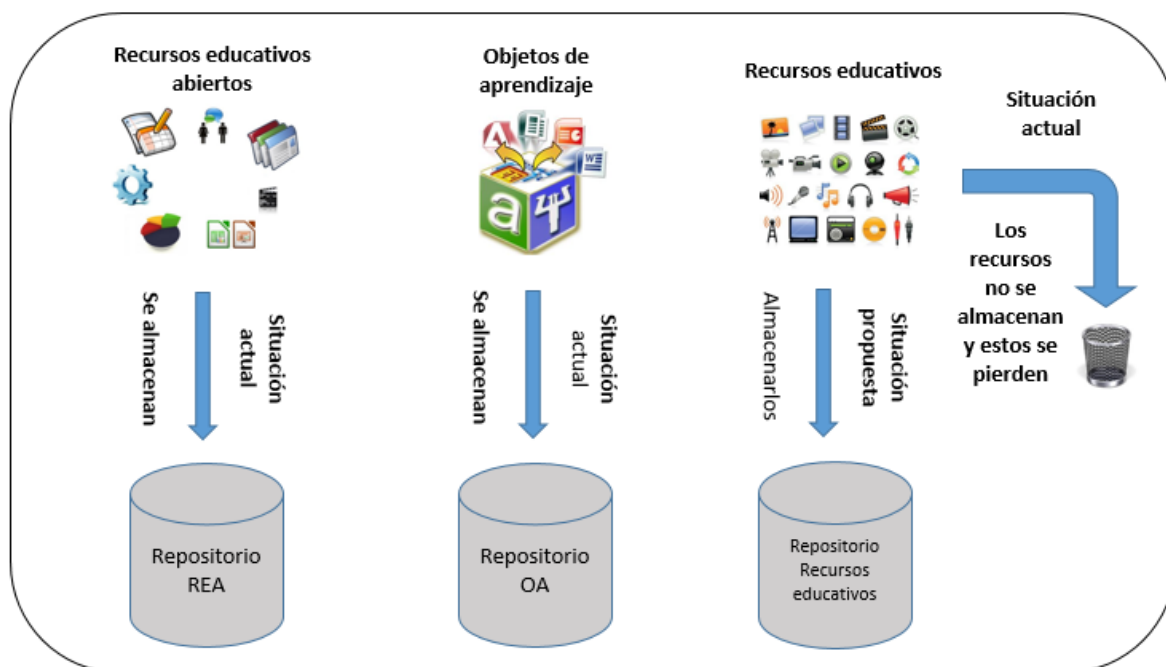 Recursos educativos
abiertos
Objetos de
aprendizaje
Recursos educativos
Situación
actual
Los
recursos
no se
almacenan
y estos se
pierden
Se almacenan
Situación
actual
Se almacenan
Situación
actual
Almacenarlos
Situación
propuesta
Repositorio
REA
Repositorio
OA
Repositorio
Recursos
educativos